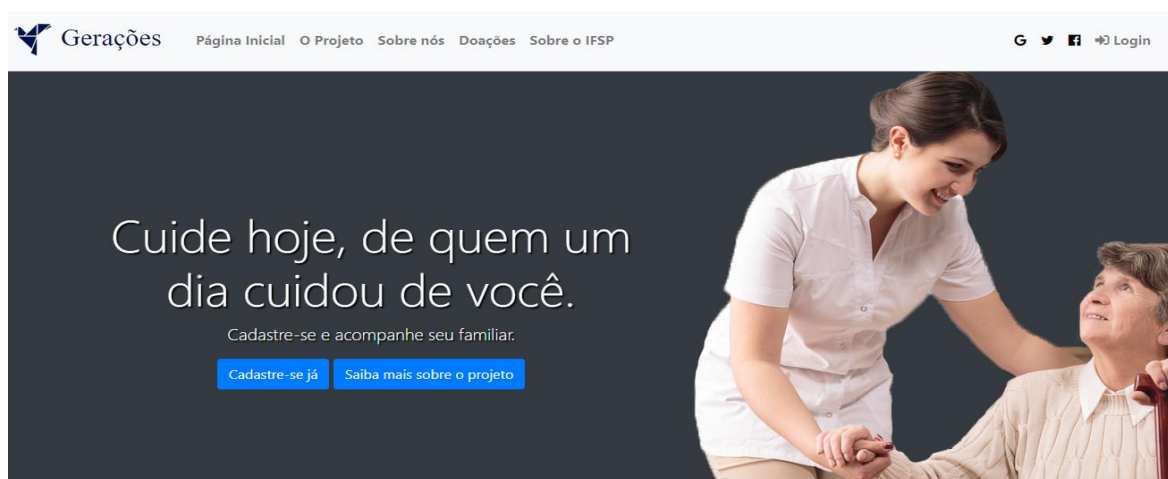 Gerações
Página Inicial O Projeto Sobre nós Doações Sobre o IFSP
Login
Cuide hoje, de quem um
dia cuidou de você.
Cadastre-se e acompanhe seu familiar.
Cadastre-se já
Saiba mais sobre o projeto